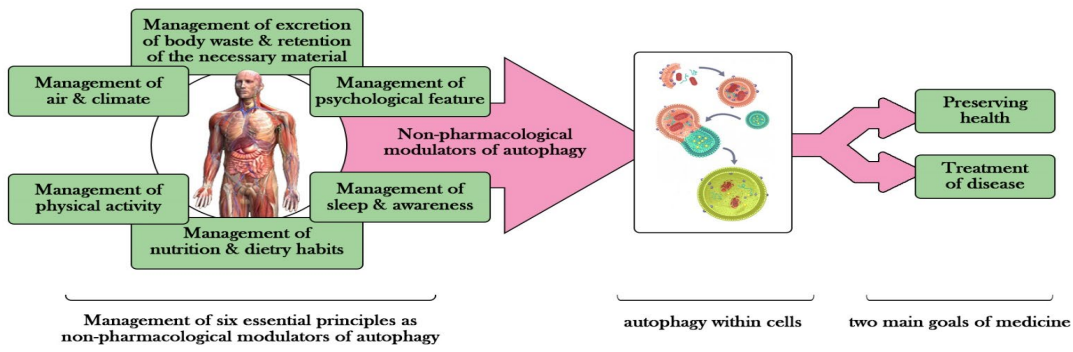 Management of excretion
of body waste & retention
of the necessary material
Management of
air & climate
Management of
psychological feature
Non-pharmacological
modulators of autophagy
Management of
physical activity
Management of
sleep & awareness
Management of
nutrition & dietry habits
Preserving
health
Treatment
of disease
Management of six essential principles as
non-pharmacological modulators of autophagy
autophagy within cells
two main goals of medicine